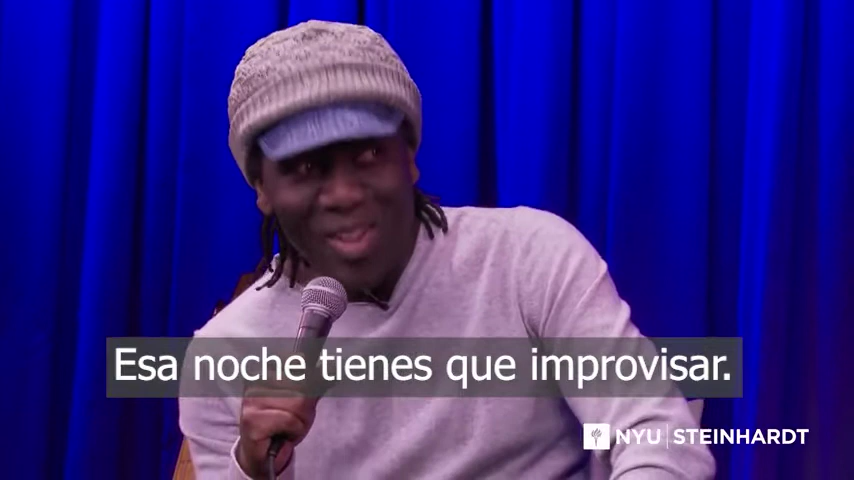 Esa noche tienes que improvisar.
NYU | STEINHARDT